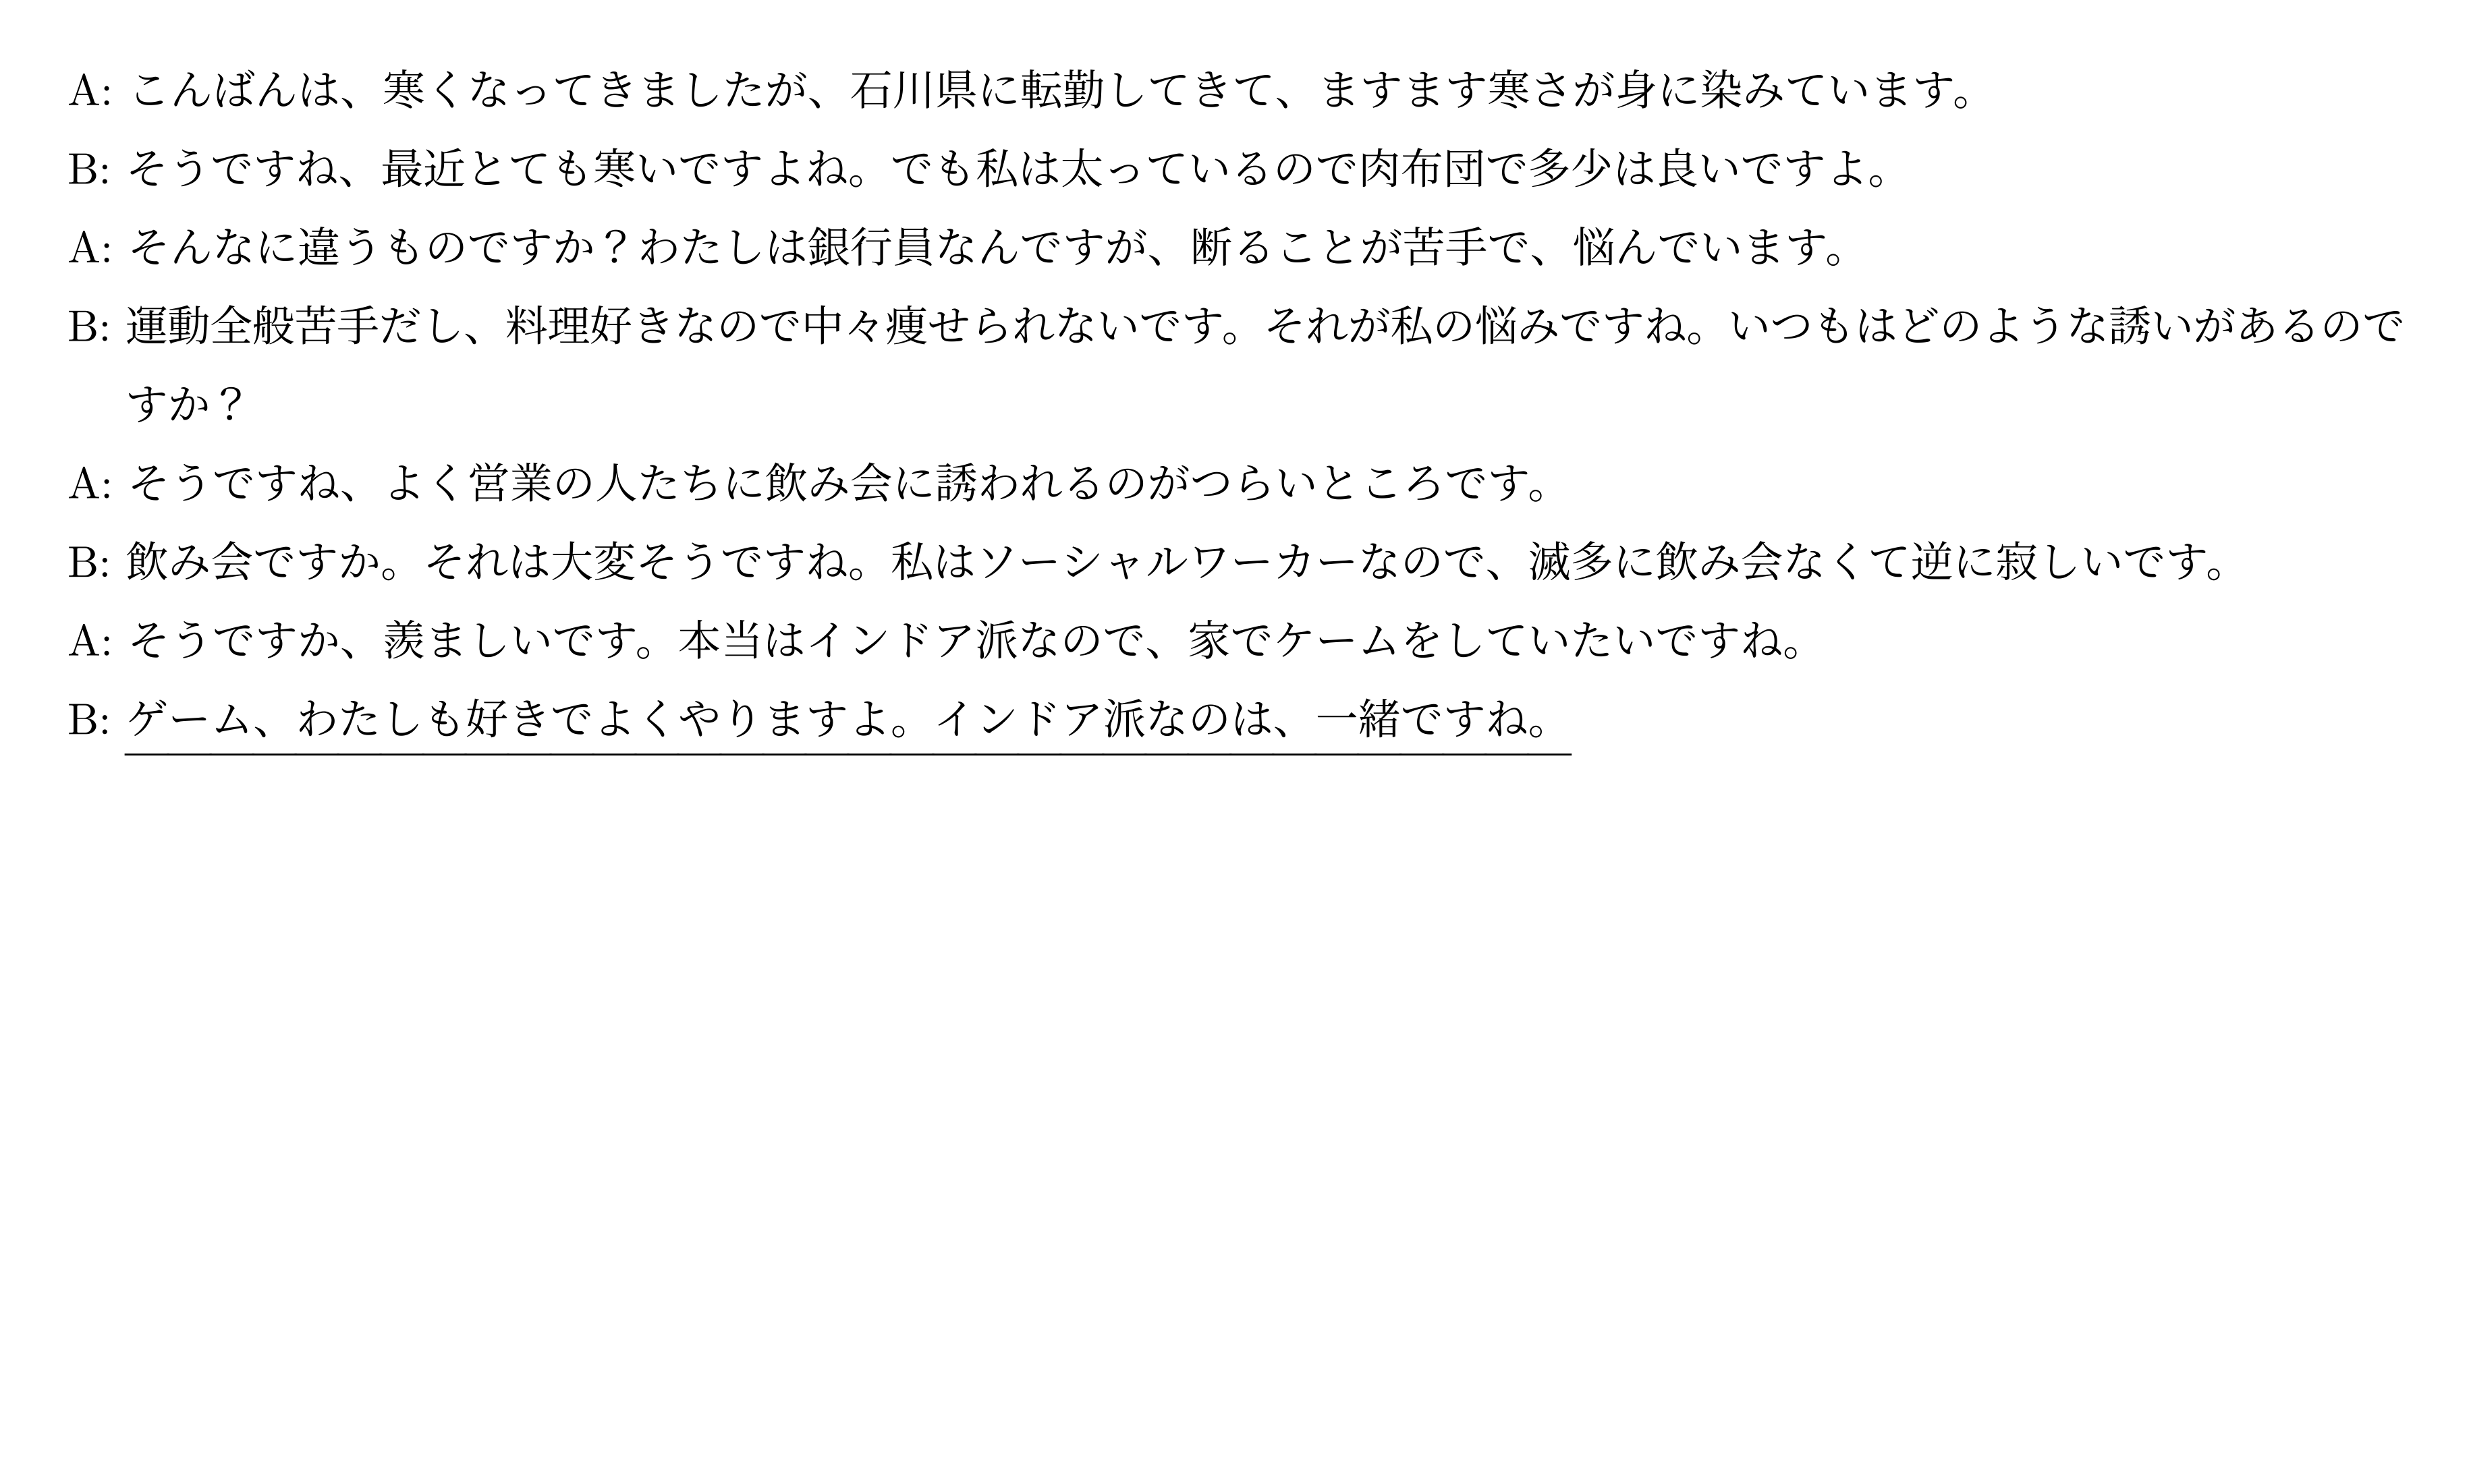 A: こんばんは、寒くなってきましたが、石川県に転勤してきて、ますます寒さが身に染みています。
B: そうですね、最近とても寒いですよね。でも私は太っているので肉布団で多少は良いですよ。
A: そんなに違うものですか？わたしは銀行員なんですが、断ることが苦手で、悩んでいます。
B: 運動全般苦手だし、料理好きなので中々痩せられないです。それが私の悩みですね。いつもはどのような誘いがあるので
すか？
A: そうですね、よく営業の人たちに飲み会に誘われるのがつらいところです。
B: 飲み会ですか。それは大変そうですね。私はソーシャルワーカーなので、滅多に飲み会なくて逆に寂しいです。
A: そうですか、羨ましいです。本当はインドア派なので、家でケームをしていたいですね。
B: ゲーム、わたしも好きでよくやりますよ。インドア派なのは、一緒ですね。